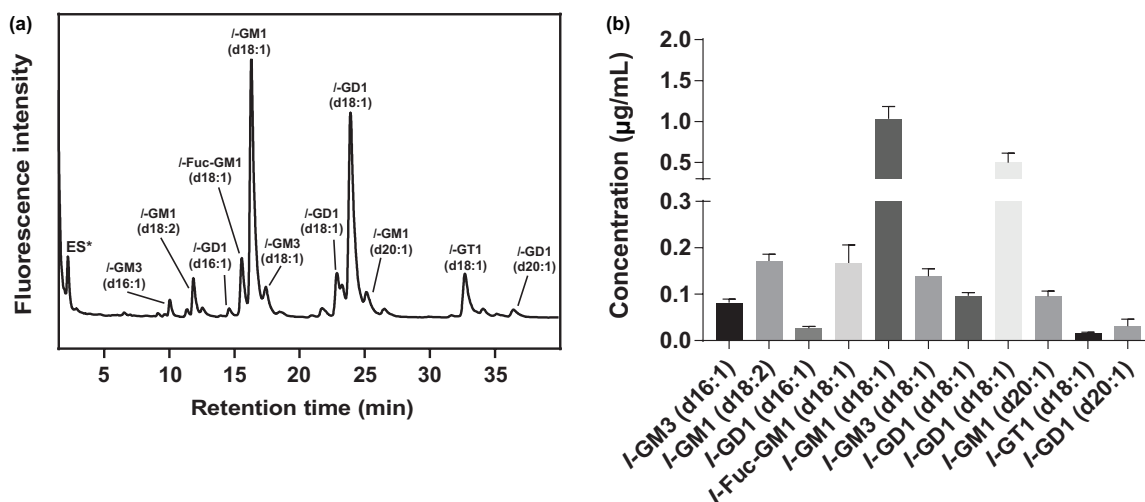 (a)
Fluorescence intensity
ES*
l-GM3
(d16:1)
l-GM1
(d18:2)
l-GD1
(d16:1)
l-Fuc-GM1
(d18:1)
l-GM1
(d18:1)
l-GM3
(d18:1)
l-GD1
(d18:1)
l-GD1
(d18:1)
l-GM1
(d20:1)
l-GT1
(d18:1)
l-GD1
(d20:1)
5 10 15 20 25 30 35
Retention time (min)
(b)
Concentration (µg/mL)
2.0
1.5
1.0
0.5
0.3
0.2
0.1
0.0
l-GM3 (d16:1)
l-GM1 (d18:2)
l-GD1 (d16:1)
l-Fuc-GM1 (d18:1)
l-GM1 (d18:1)
l-GM3 (d18:1)
l-GD1 (d18:1)
l-GD1 (d18:1)
l-GM1 (d20:1)
l-GT1 (d18:1)
l-GD1 (d20:1)